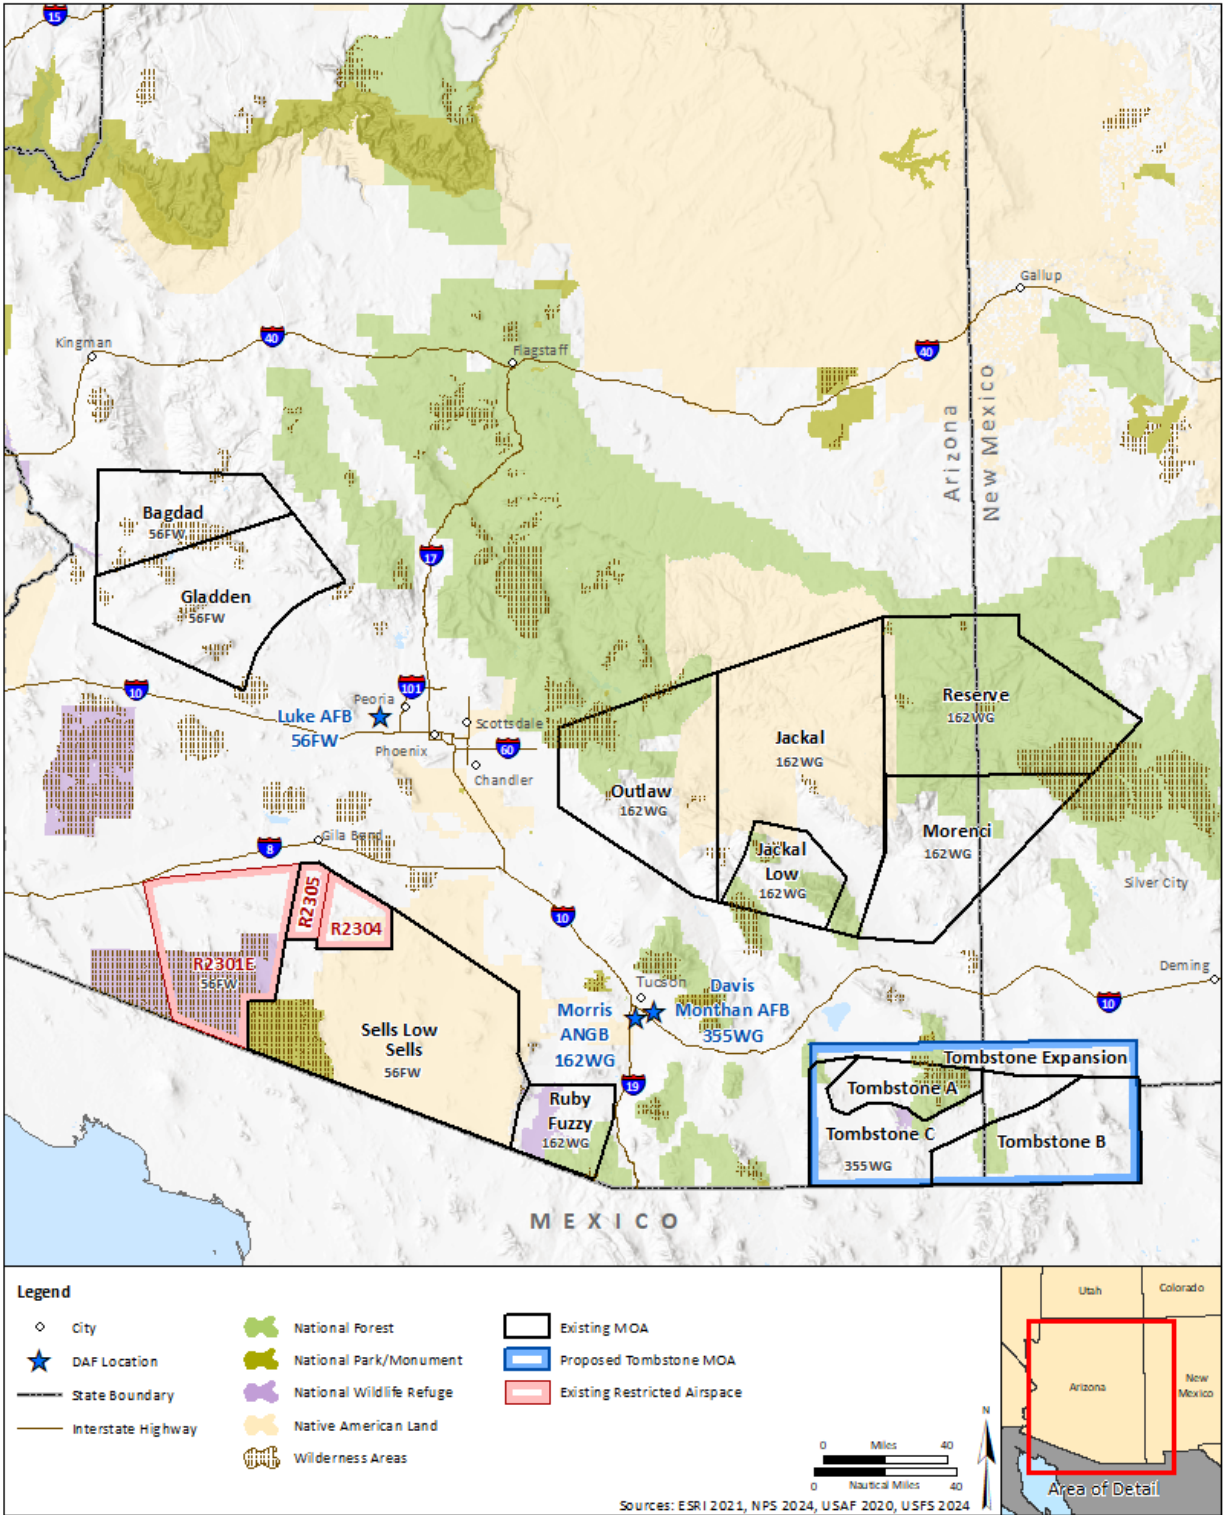 15
Gallup
40
Kingman
Flagstaff
40
Arizona
New Mexico
Bagdad
56FW
17
Gladden
56FW
10
101
Peoria
Luke AFB
56FW
Scottsdale
Phoenix
60
Chandler
Reserve
162WG
Jackal
162WG
Outlaw
162WG
Morenci
162WG
Jackal
Low
162WG
Gila Bend
8
Silver City
R2305
R2304
10
R2301E
56FW
Deming
Tucson
Davis
Monthan AFB
355WG
Morris
ANGB
162WG
10
Sells Low
Sells
56FW
Tombstone Expansion
19
Tombstone A
Ruby
Fuzzy
162WG
Tombstone C
Tombstone B
355WG
MEXICO
Legend
City
DAF Location
State Boundary
Interstate Highway
National Forest
National Park/Monument
National Wildlife Refuge
Native American Land
Wilderness Areas
Existing MOA
Proposed Tombstone MOA
Existing Restricted Airspace
0 Miles 40
0 Nautical Miles 40
N
Sources: ESRI 2021, NPS 2024, USAF 2020, USFS 2024
Utah
Colorado
Arizona
New
Mexico
Area of Detail